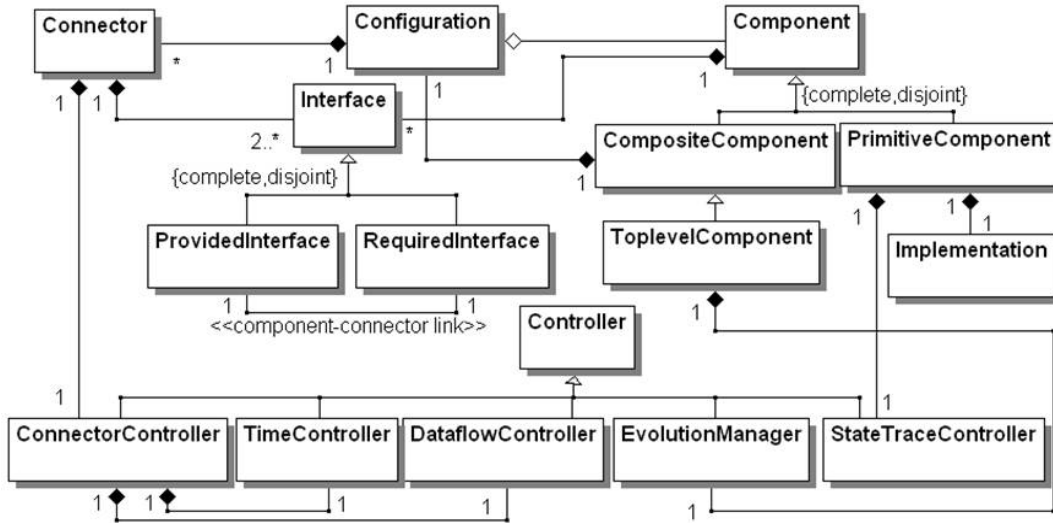 Connector
Configuration
Component
*
1
1
1
1
1
Interface
*
2..*
{complete,disjoint}
CompositeComponent
PrimitiveComponent
1
{complete,disjoint}
1
1
1
ProvidedInterface
RequiredInterface
ToplevelComponent
Implementation
1
1
<<component-connector link>>
1
Controller
1
1
ConnectorController
TimeController
DataflowController
EvolutionManager
StateTraceController
1
1
1
1
1